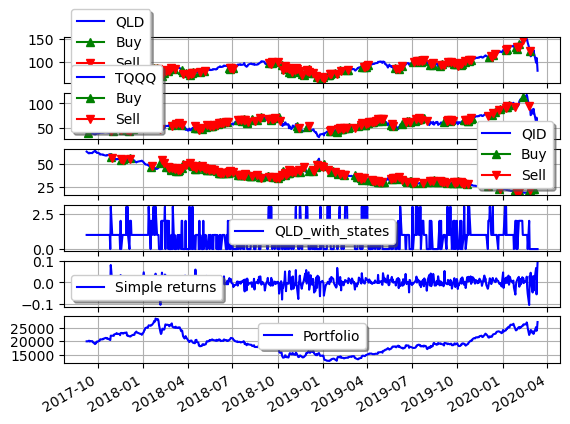 QLD
Buy
Sell
150
100
TQQQ
Buy
Sell
100
50
QID
Buy
Sell
50
25
QLD_with_states
2.5
0.0
Simple returns
0.1
0.0
−0.1
Portfolio
25000
20000
15000
2017-10
2018-01
2018-04
2018-07
2018-10
2019-01
2019-04
2019-07
2019-10
2020-01
2020-04